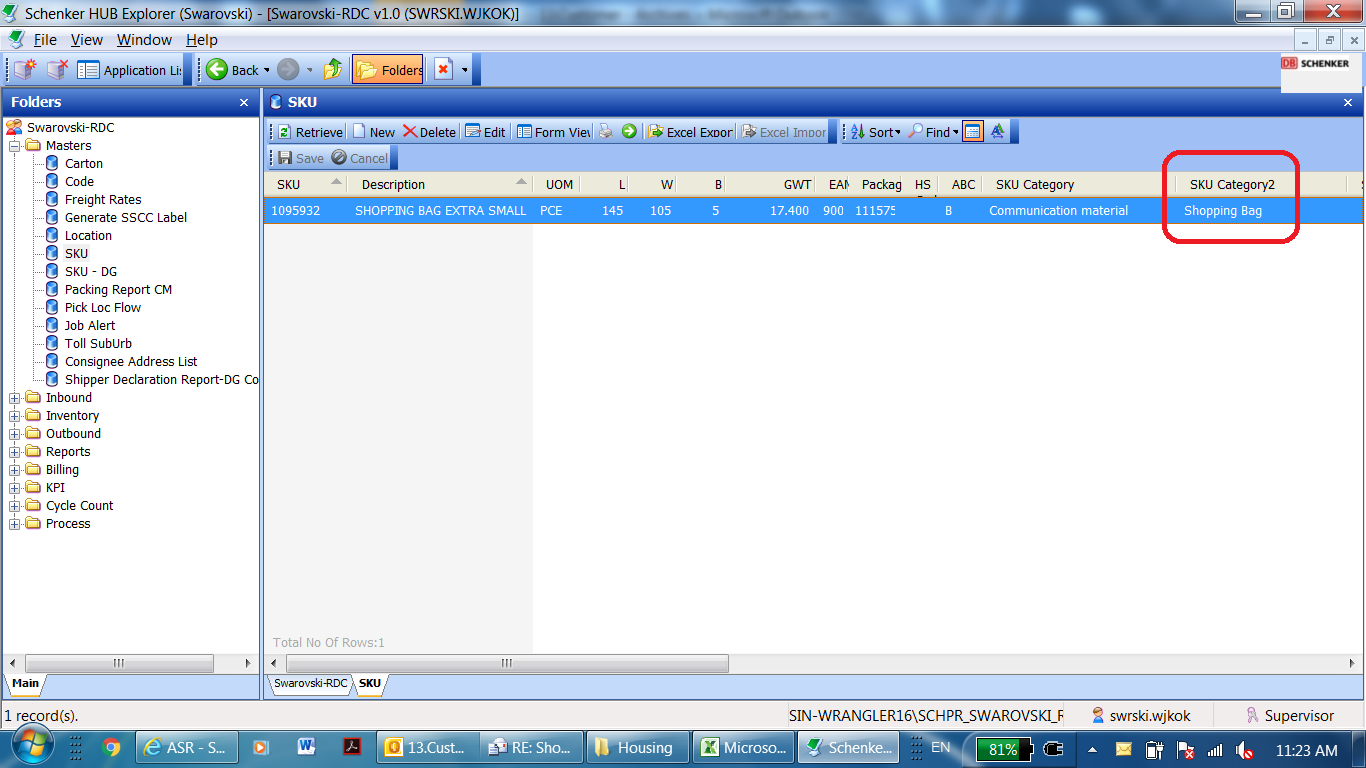 Schenker HUB Explorer (Swarovski) - [Swarovski-RDC v1.0 (SWRSKI.WJKOK)]
File View Window Help
Application Li Back Folders
DB SCHENKER
Folders
SKU
Swarovski-RDC
Masters
Carton
Code
Freight Rates
Generate SSCC Label
Location
SKU
SKU - DG
Packing Report CM
Pick Loc Flow
Job Alert
Toll SubUrb
Consignee Address List
Shipper Declaration Report-DG Co
Inbound
Inventory
Outbound
Reports
Billing
KPI
Cycle Count
Process
Retrieve New Delete Edit Form Vie Excel Expor Excel Impor Sort Find
Save Cancel
SKU Description UOM L W B GWT EAN Packag HS ABC SKU Category SKU Category2
1095932 SHOPPING BAG EXTRA SMALL PCE 145 105 5 17.400 900 111575 B Communication material Shopping Bag
Total No Of Rows:1
Main
Swarovski-RDC SKU
1 record(s).
SIN-WRANGLER16\SCHPR_SWAROVSKI_R swrski.wjkok Supervisor
ASR - S... 13.Cust... RE: Sho... Housing Microso... Schenke... EN 81% 11:23 AM